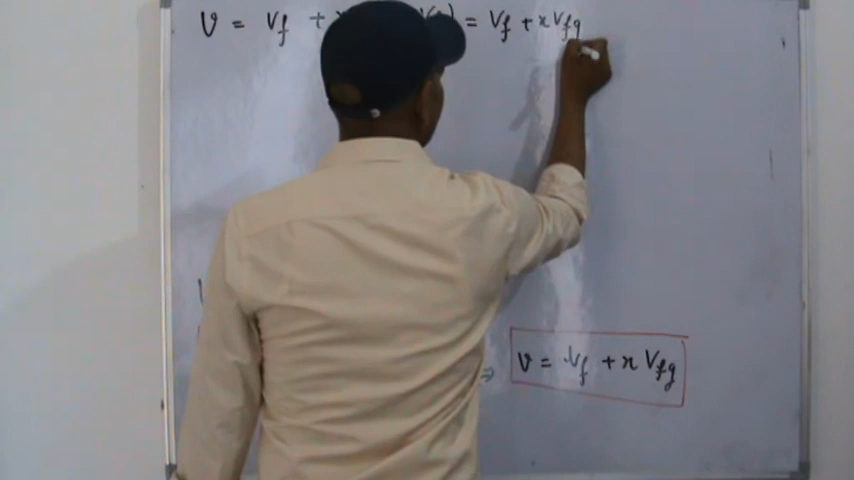 V = Vf + = Vf + x Vfg
⇒ V = Vf + x Vfg